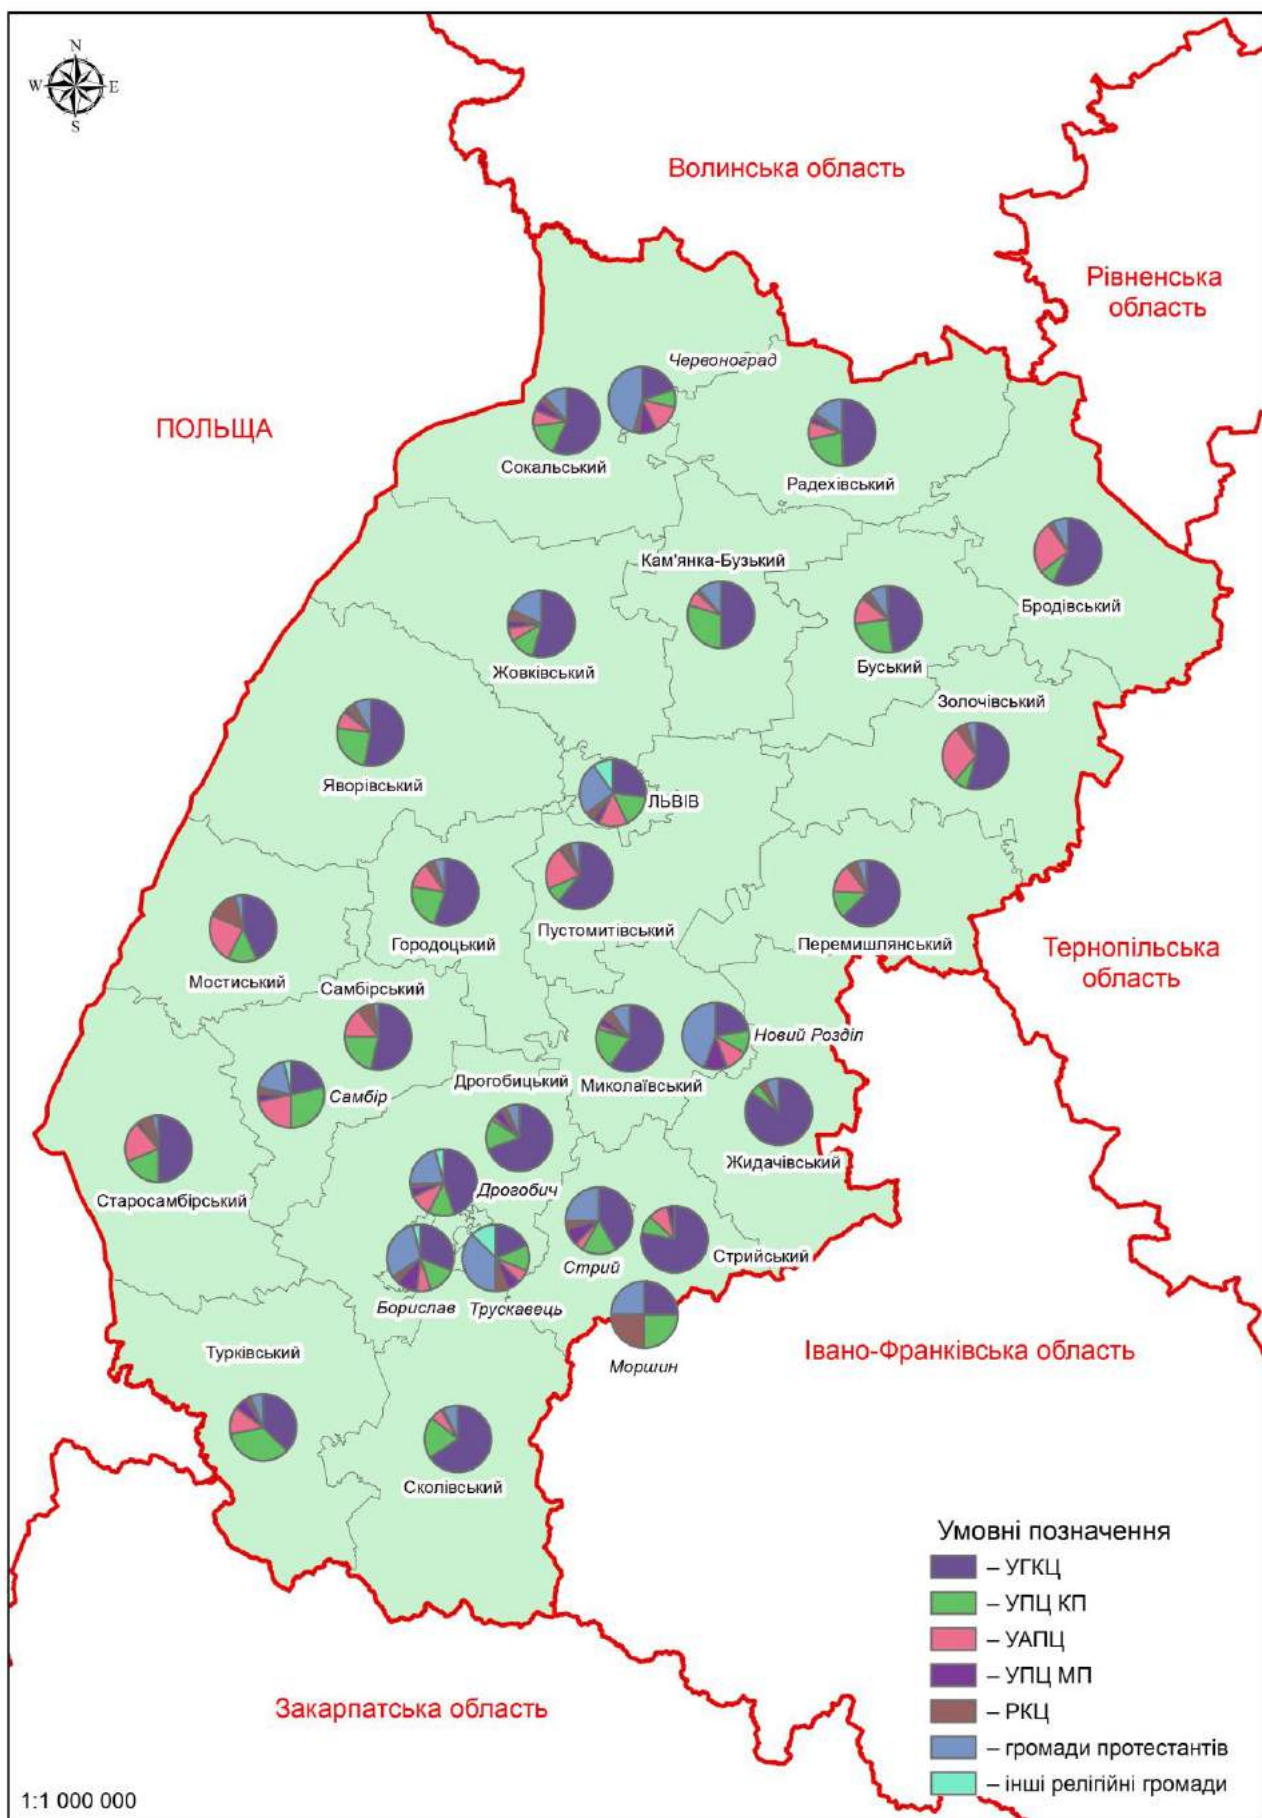 N
W
E
S
Волинська область
Рівненська
область
ПОЛЬЩА
Червоноград
Сокальський
Радехівський
Кам'янка-Бузький
Бродівський
Жовківський
Буський
Золочівський
Яворівський
ЛЬВІВ
Городоцький
Пустомитівський
Перемишлянський
Тернопільська
область
Мостиський
Самбірський
Новий Розділ
Дрогобицький
Миколаївський
Самбір
Жидачівський
Старосамбірський
Дрогобич
Стрийський
Стрий
Борислав
Трускавець
Турківський
Моршин
Івано-Франківська область
Сколівський
Умовні позначення
– УГКЦ
– УПЦ КП
– УАПЦ
– УПЦ МП
– РКЦ
– громади протестантів
– інші релігійні громади
Закарпатська область
1:1 000 000